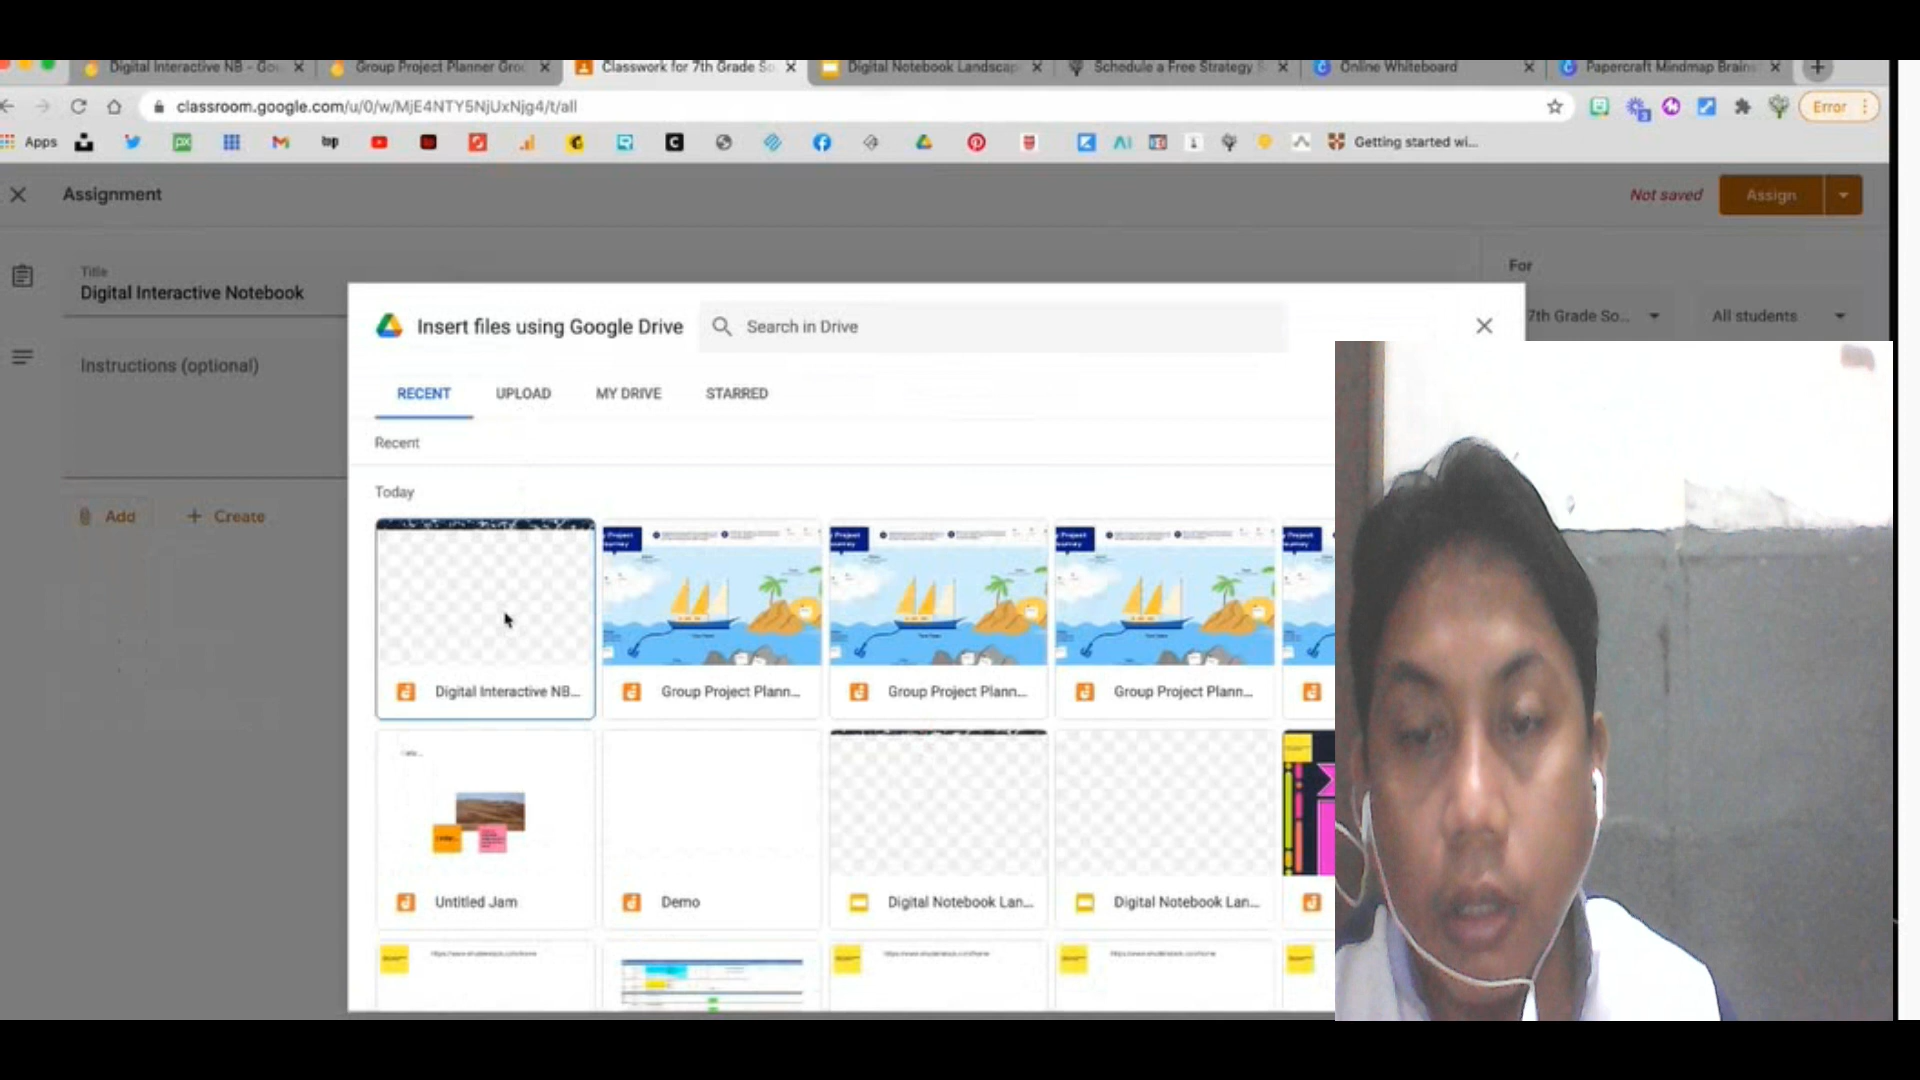 Digital Interactive NB - Go
Group Project Planner Gro
Classwork for 7th Grade So
Digital Notebook Landscap
Schedule a Free Strategy S
Online Whiteboard
Papercraft Mindmap Brains
classroom.google.com/u/0/w/MjE4NTY5NjUxNjg4/t/all
Error
Apps
Getting started wi...
Assignment
Not saved
Assign
For
Title
Digital Interactive Notebook
7th Grade So...
All students
Insert files using Google Drive
Search in Drive
Instructions (optional)
RECENT
UPLOAD
MY DRIVE
STARRED
Recent
Today
Add
Create
Digital Interactive NB...
Group Project Plann...
Group Project Plann...
Group Project Plann...
Untitled Jam
Demo
Digital Notebook Lan...
Digital Notebook Lan...